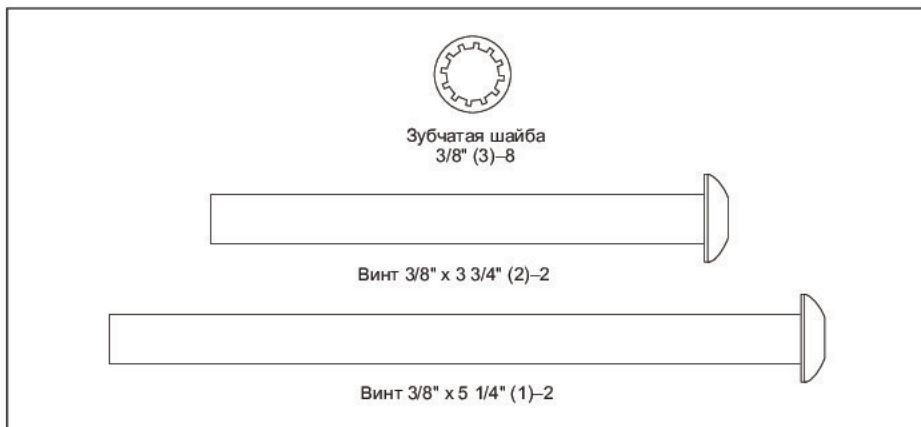 Зубчатая шайба
3/8" (3)–8
Винт 3/8" x 3 3/4" (2)–2
Винт 3/8" x 5 1/4" (1)–2